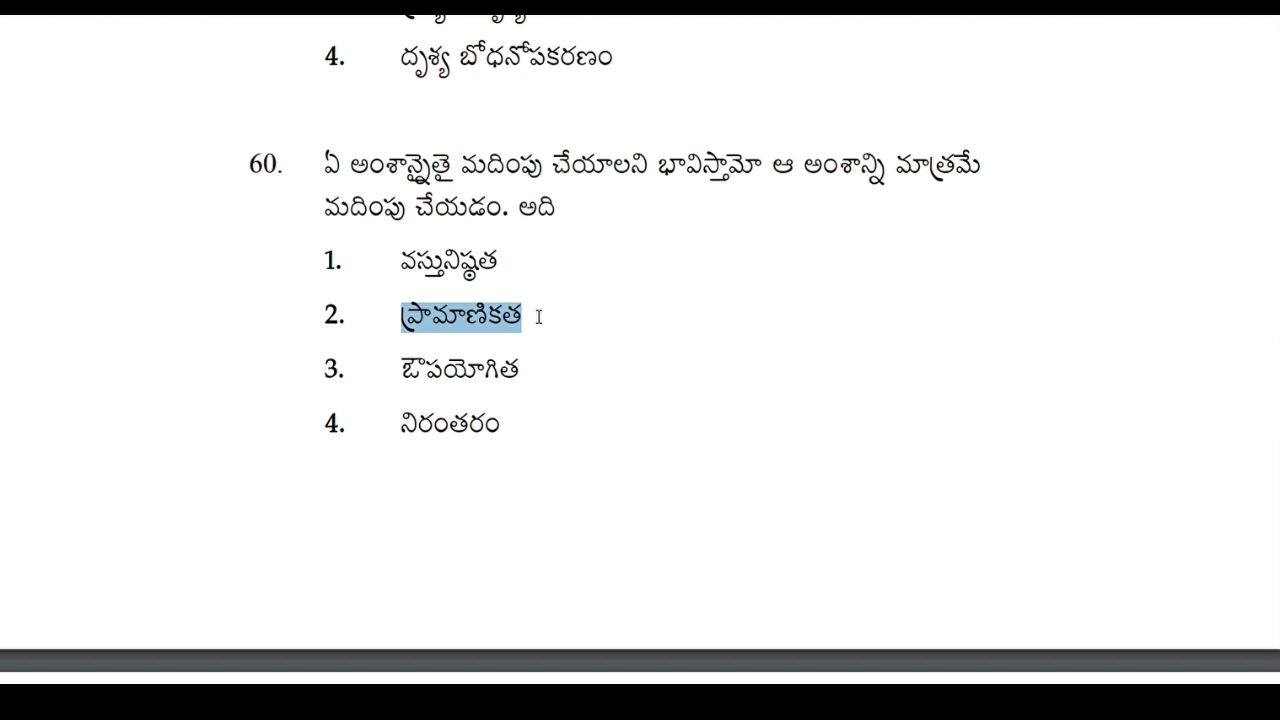 4. దృశ్య బోధనోపకరణం
60. ఏ అంశాన్నైతై మదింపు చేయాలని భావిస్తామో ఆ అంశాన్ని మాత్రమే
మదింపు చేయడం. అది
1. వస్తునిష్ఠత
2. ప్రామాణికత
3. ఔపయోగిత
4. నిరంతరం